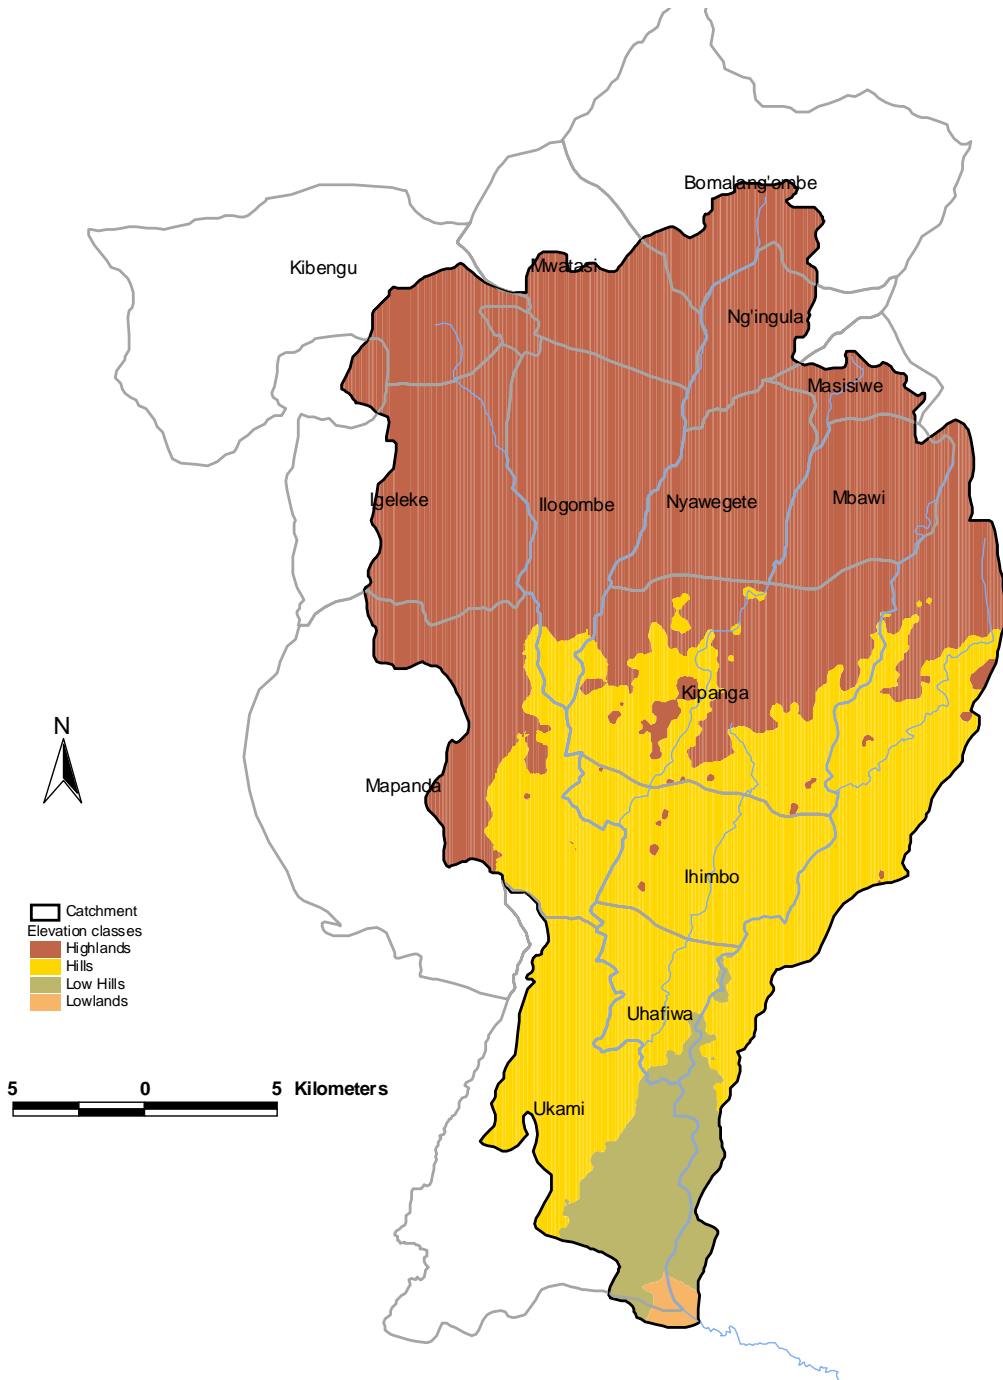 Bomalang'ombe
Kibengu
Mwatasi
Ng'ingula
Masisiwe
Igeleke
Ilogombe
Nyawegete
Mbawi
Kipanga
N
Mapanda
Ihimbo
Catchment
Elevation classes
Highlands
Hills
Low Hills
Lowlands
Uhafiwa
5 0 5 Kilometers
Ukami